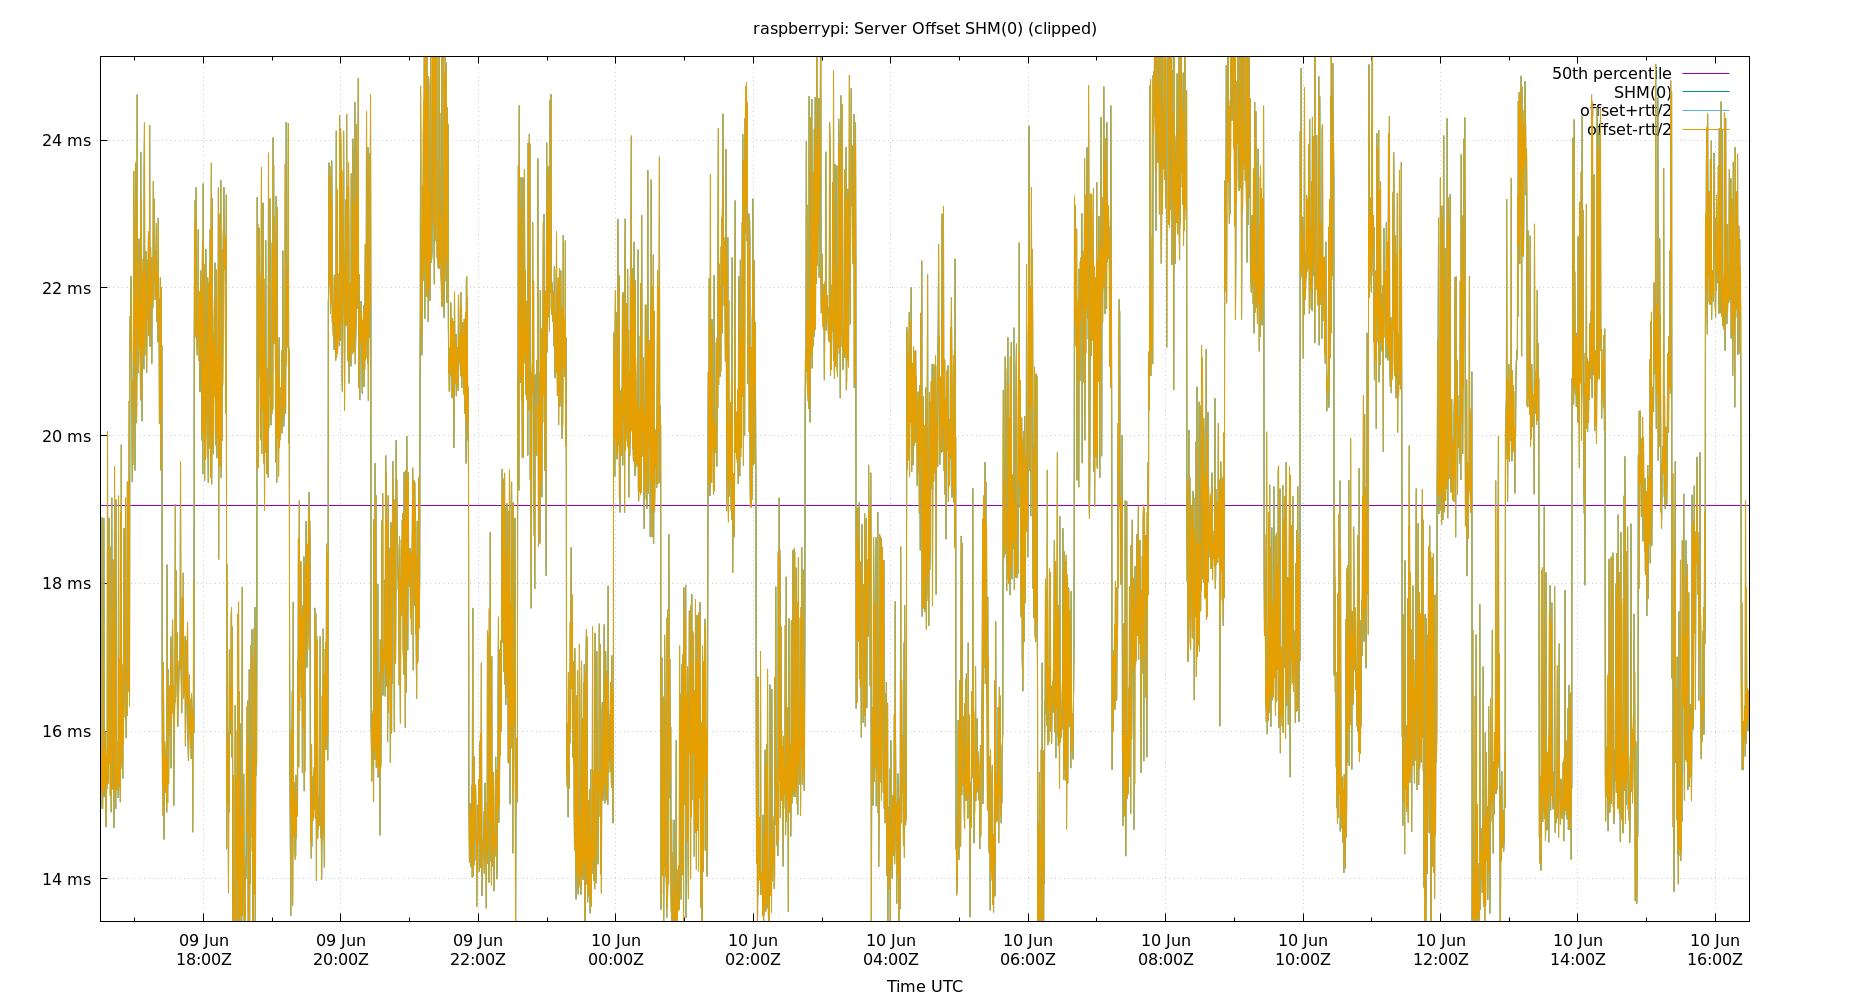 raspberrypi: Server Offset SHM(0) (clipped)
50th percentile
SHM(0)
offset+rtt/2
offset-rtt/2
24 ms
22 ms
20 ms
18 ms
16 ms
14 ms
09 Jun 09 Jun 09 Jun 10 Jun 10 Jun 10 Jun 10 Jun 10 Jun 10 Jun 10 Jun 10 Jun 10 Jun
18:00Z 20:00Z 22:00Z 00:00Z 02:00Z 04:00Z 06:00Z 08:00Z 10:00Z 12:00Z 14:00Z 16:00Z
Time UTC